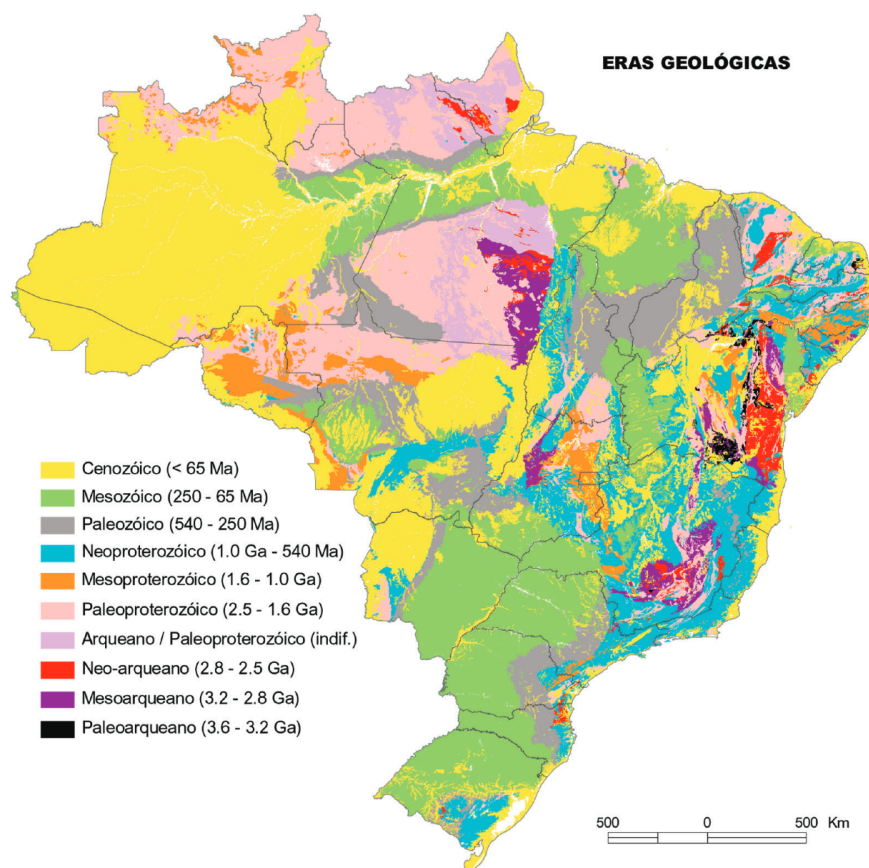 ERAS GEOLÓGICAS
Cenozóico (< 65 Ma)
Mesozóico (250 - 65 Ma)
Paleozóico (540 - 250 Ma)
Neoproterozóico (1.0 Ga - 540 Ma)
Mesoproterozóico (1.6 - 1.0 Ga)
Paleoproterozóico (2.5 - 1.6 Ga)
Arqueano / Paleoproterozóico (indif.)
Neo-arqueano (2.8 - 2.5 Ga)
Mesoarqueano (3.2 - 2.8 Ga)
Paleoarqueano (3.6 - 3.2 Ga)
500 0 500 Km